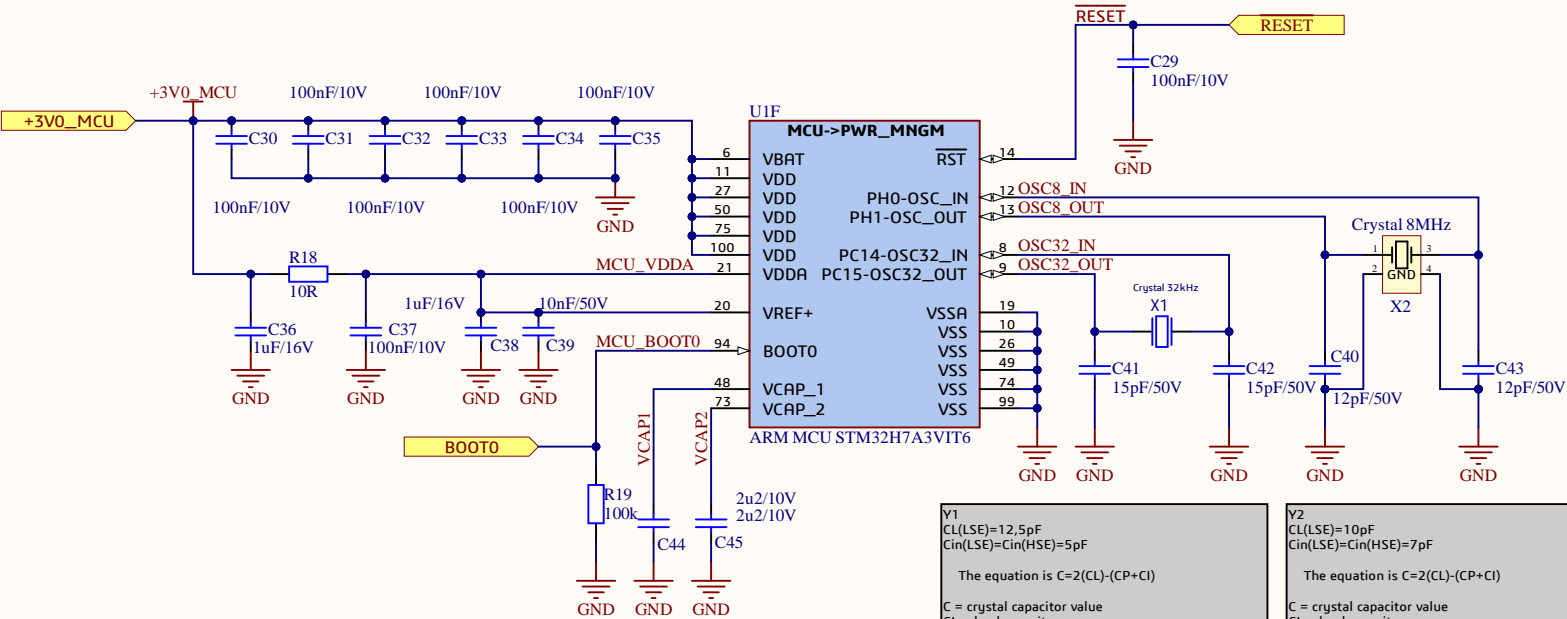 RESET
RESET
C29
100nF/10V
+3V0_MCU
100nF/10V
100nF/10V
100nF/10V
+3V0_MCU
C30
C31
C32
C33
C34
C35
100nF/10V
100nF/10V
100nF/10V
GND
GND
U1F
MCU->PWR_MNGM
6
VBAT
RST
14
11
VDD
27
VDD
PH0-OSC_IN
12
OSC8_IN
50
VDD
PH1-OSC_OUT
13
OSC8_OUT
75
VDD
100
VDD
PC14-OSC32_IN
8
OSC32_IN
MCU_VDDA
21
VDDA
PC15-OSC32_OUT
9
OSC32_OUT
20
VREF+
VSSA
19
VSS
10
MCU_BOOT0
94
BOOT0
VSS
26
VSS
49
48
VCAP_1
VSS
74
73
VCAP_2
VSS
99
ARM MCU STM32H7A3VIT6
R18
10R
C36
1uF/16V
C37
100nF/10V
1uF/16V
C38
10nF/50V
C39
GND
GND
GND
GND
BOOT0
R19
100k
VCAP1
VCAP2
C44
2u2/10V
2u2/10V
C45
GND
GND
GND
Crystal 32kHz
X1
C41
15pF/50V
C42
15pF/50V
Crystal 8MHz
1
3
2
GND
4
X2
C40
12pF/50V
C43
12pF/50V
GND
GND
GND
GND
GND
Y1
CL(LSE)=12,5pF
Cin(LSE)=Cin(HSE)=5pF
The equation is C=2(CL)-(CP+CI)
C = crystal capacitor value
Y2
CL(LSE)=10pF
Cin(LSE)=Cin(HSE)=7pF
The equation is C=2(CL)-(CP+CI)
C = crystal capacitor value